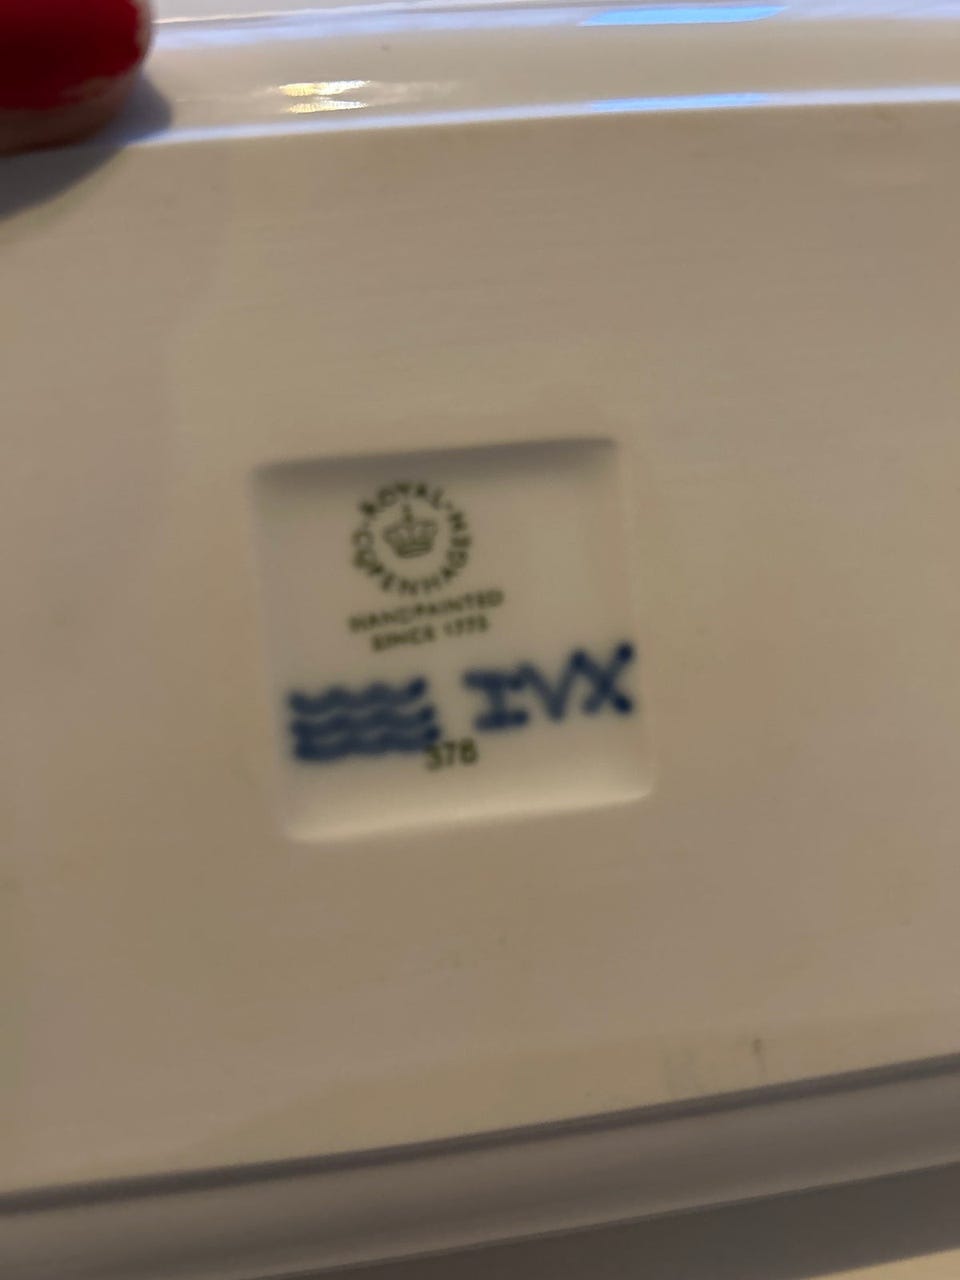 ROYAL COPENHAGEN
HANDPAINTED
SINCE 1775
IVX
378